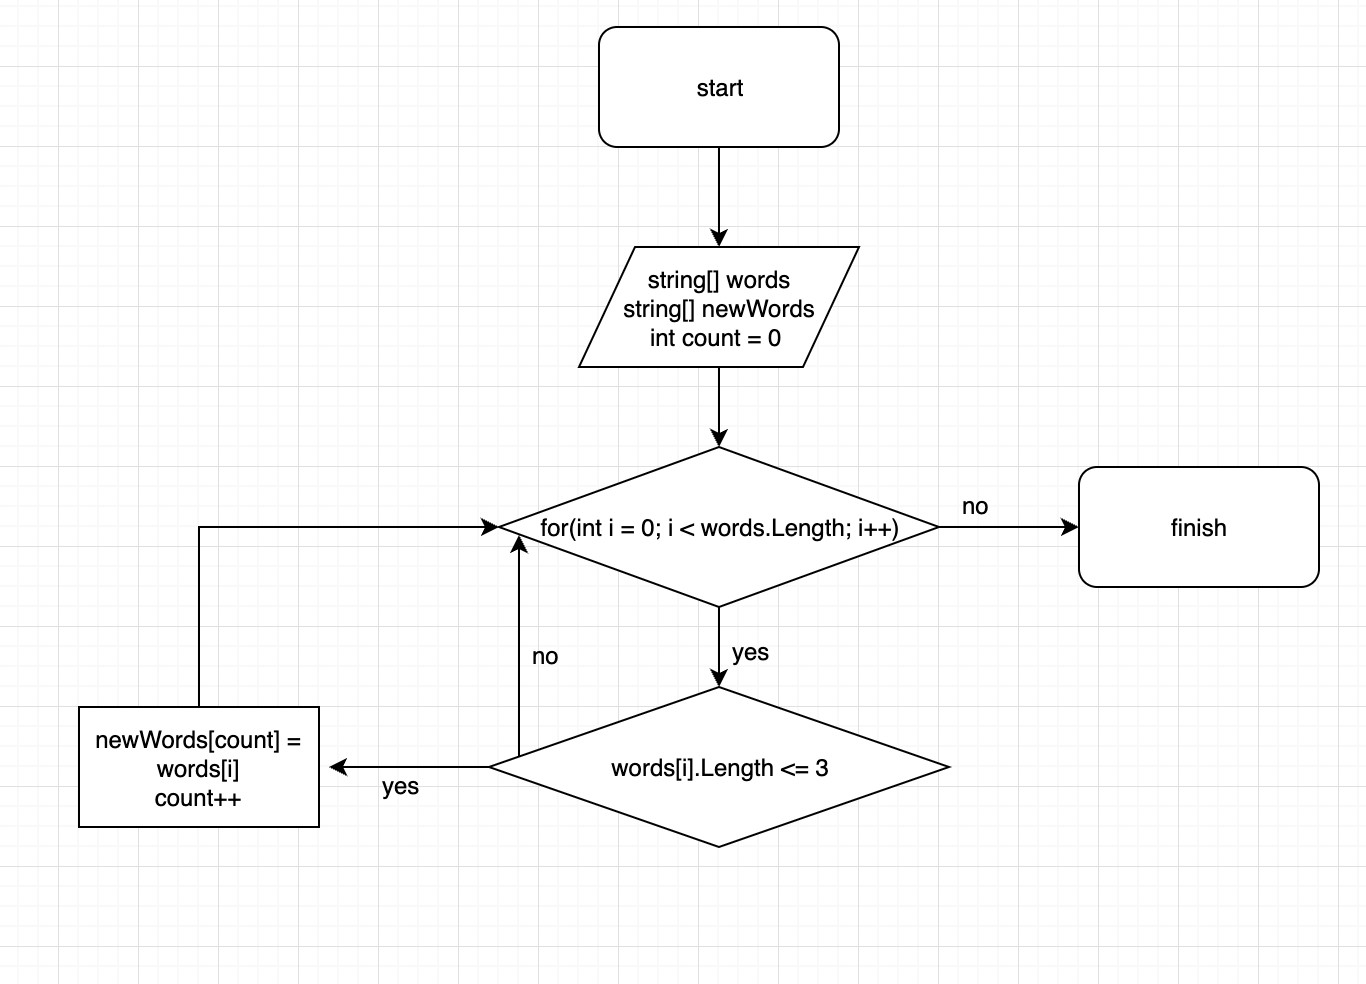 start
string[] words
string[] newWords
int count = 0
for(int i = 0; i < words.Length; i++)
no
finish
yes
no
words[i].Length <= 3
yes
newWords[count] =
words[i]
count++